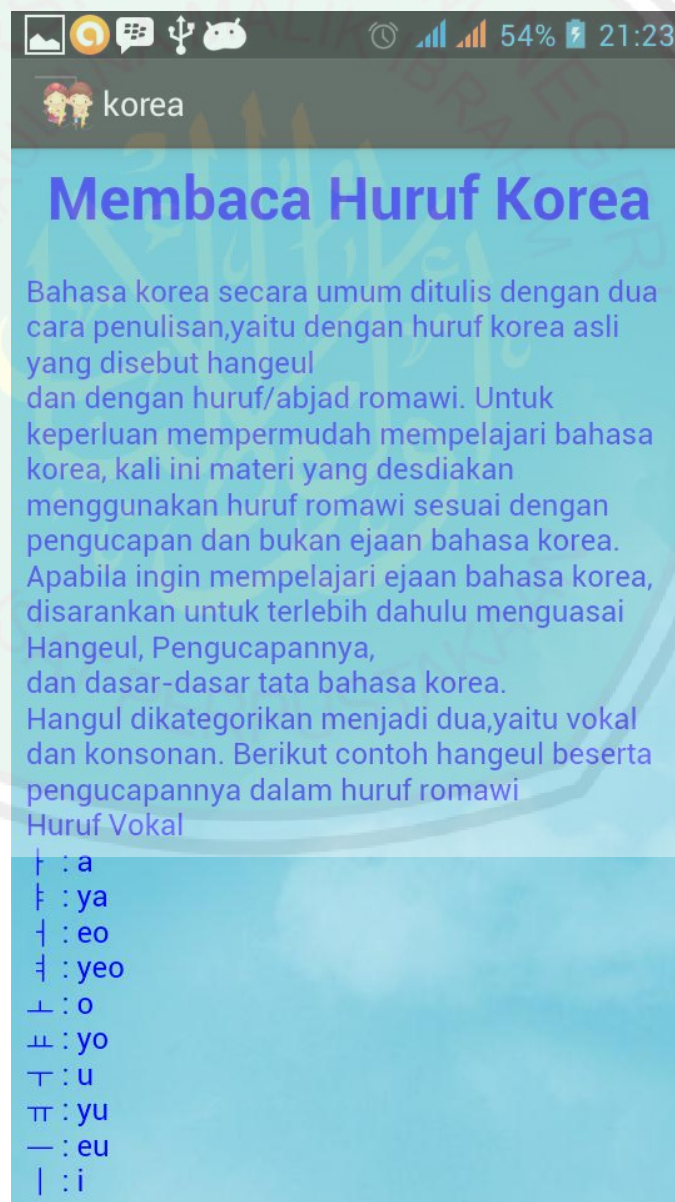 54% 21:23
korea
Membaca Huruf Korea
Bahasa korea secara umum ditulis dengan dua
cara penulisan,yaitu dengan huruf korea asli
yang disebut hangeul
dan dengan huruf/abjad romawi. Untuk
keperluan mempermudah mempelajari bahasa
korea, kali ini materi yang desdiakan
menggunakan huruf romawi sesuai dengan
pengucapan dan bukan ejaan bahasa korea.
Apabila ingin mempelajari ejaan bahasa korea,
disarankan untuk terlebih dahulu menguasai
Hangeul, Pengucapannya,
dan dasar-dasar tata bahasa korea.
Hangul dikategorikan menjadi dua,yaitu vokal
dan konsonan. Berikut contoh hangeul beserta
pengucapannya dalam huruf romawi
Huruf Vokal
ㅏ : a
ㅑ : ya
ㅓ : eo
ㅕ : yeo
ㅗ : o
ㅛ : yo
ㅜ : u
ㅠ : yu
ㅡ : eu
ㅣ : i